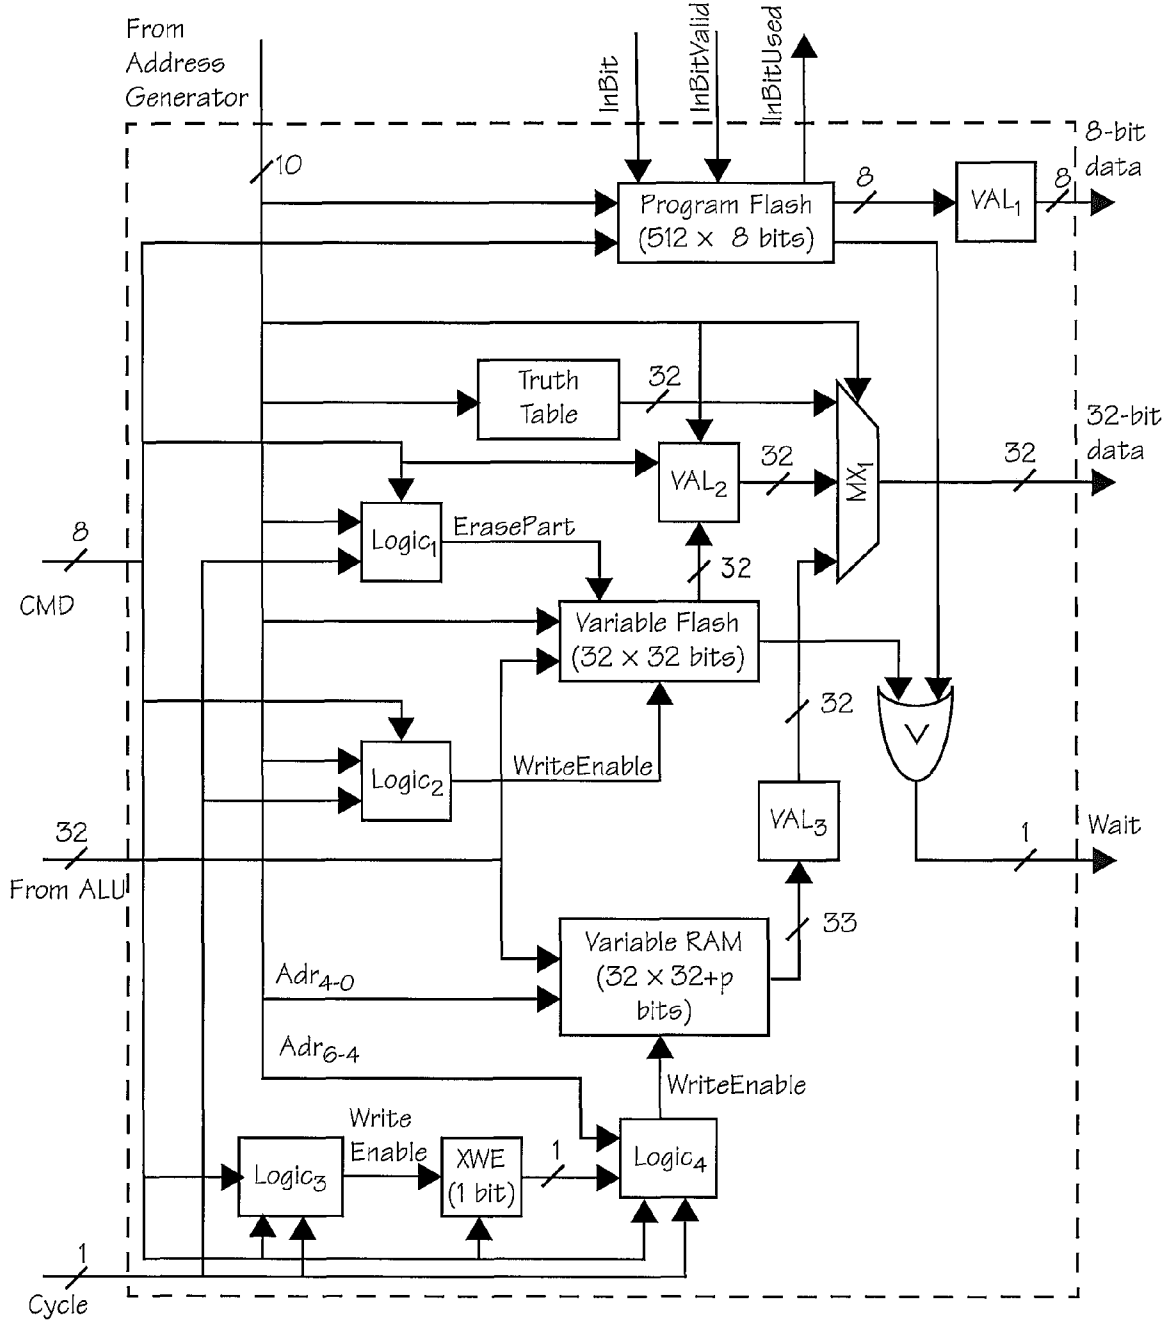 From
Address
Generator
InBit
InBitValid
InBitUsed
10
8-bit
data
8
8
Program Flash
(512 × 8 bits)
VAL1
Truth
Table
32
32-bit
data
VAL2
32
MX1
32
8
CMD
Logic1
ErasePart
32
Variable Flash
(32 × 32 bits)
32
V
Logic2
WriteEnable
VAL3
32
From ALU
1
Wait
Variable RAM
(32 × 32+p
bits)
33
Adr4-0
Adr6-4
WriteEnable
Write
Enable
Logic3
XWE
(1 bit)
1
Logic4
1
Cycle